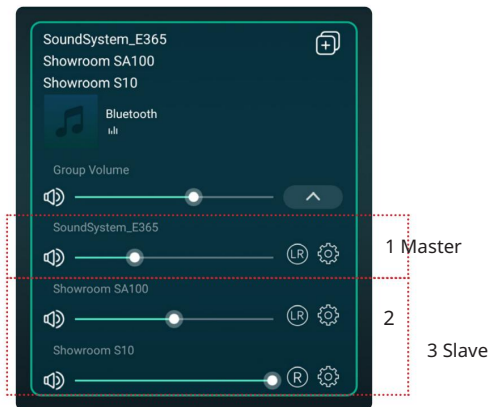 SoundSystem_E365
Showroom SA100
Showroom S10
Bluetooth
Group Volume
SoundSystem_E365
LR
1 Master
Showroom SA100
LR
2
Showroom S10
3 Slave
R